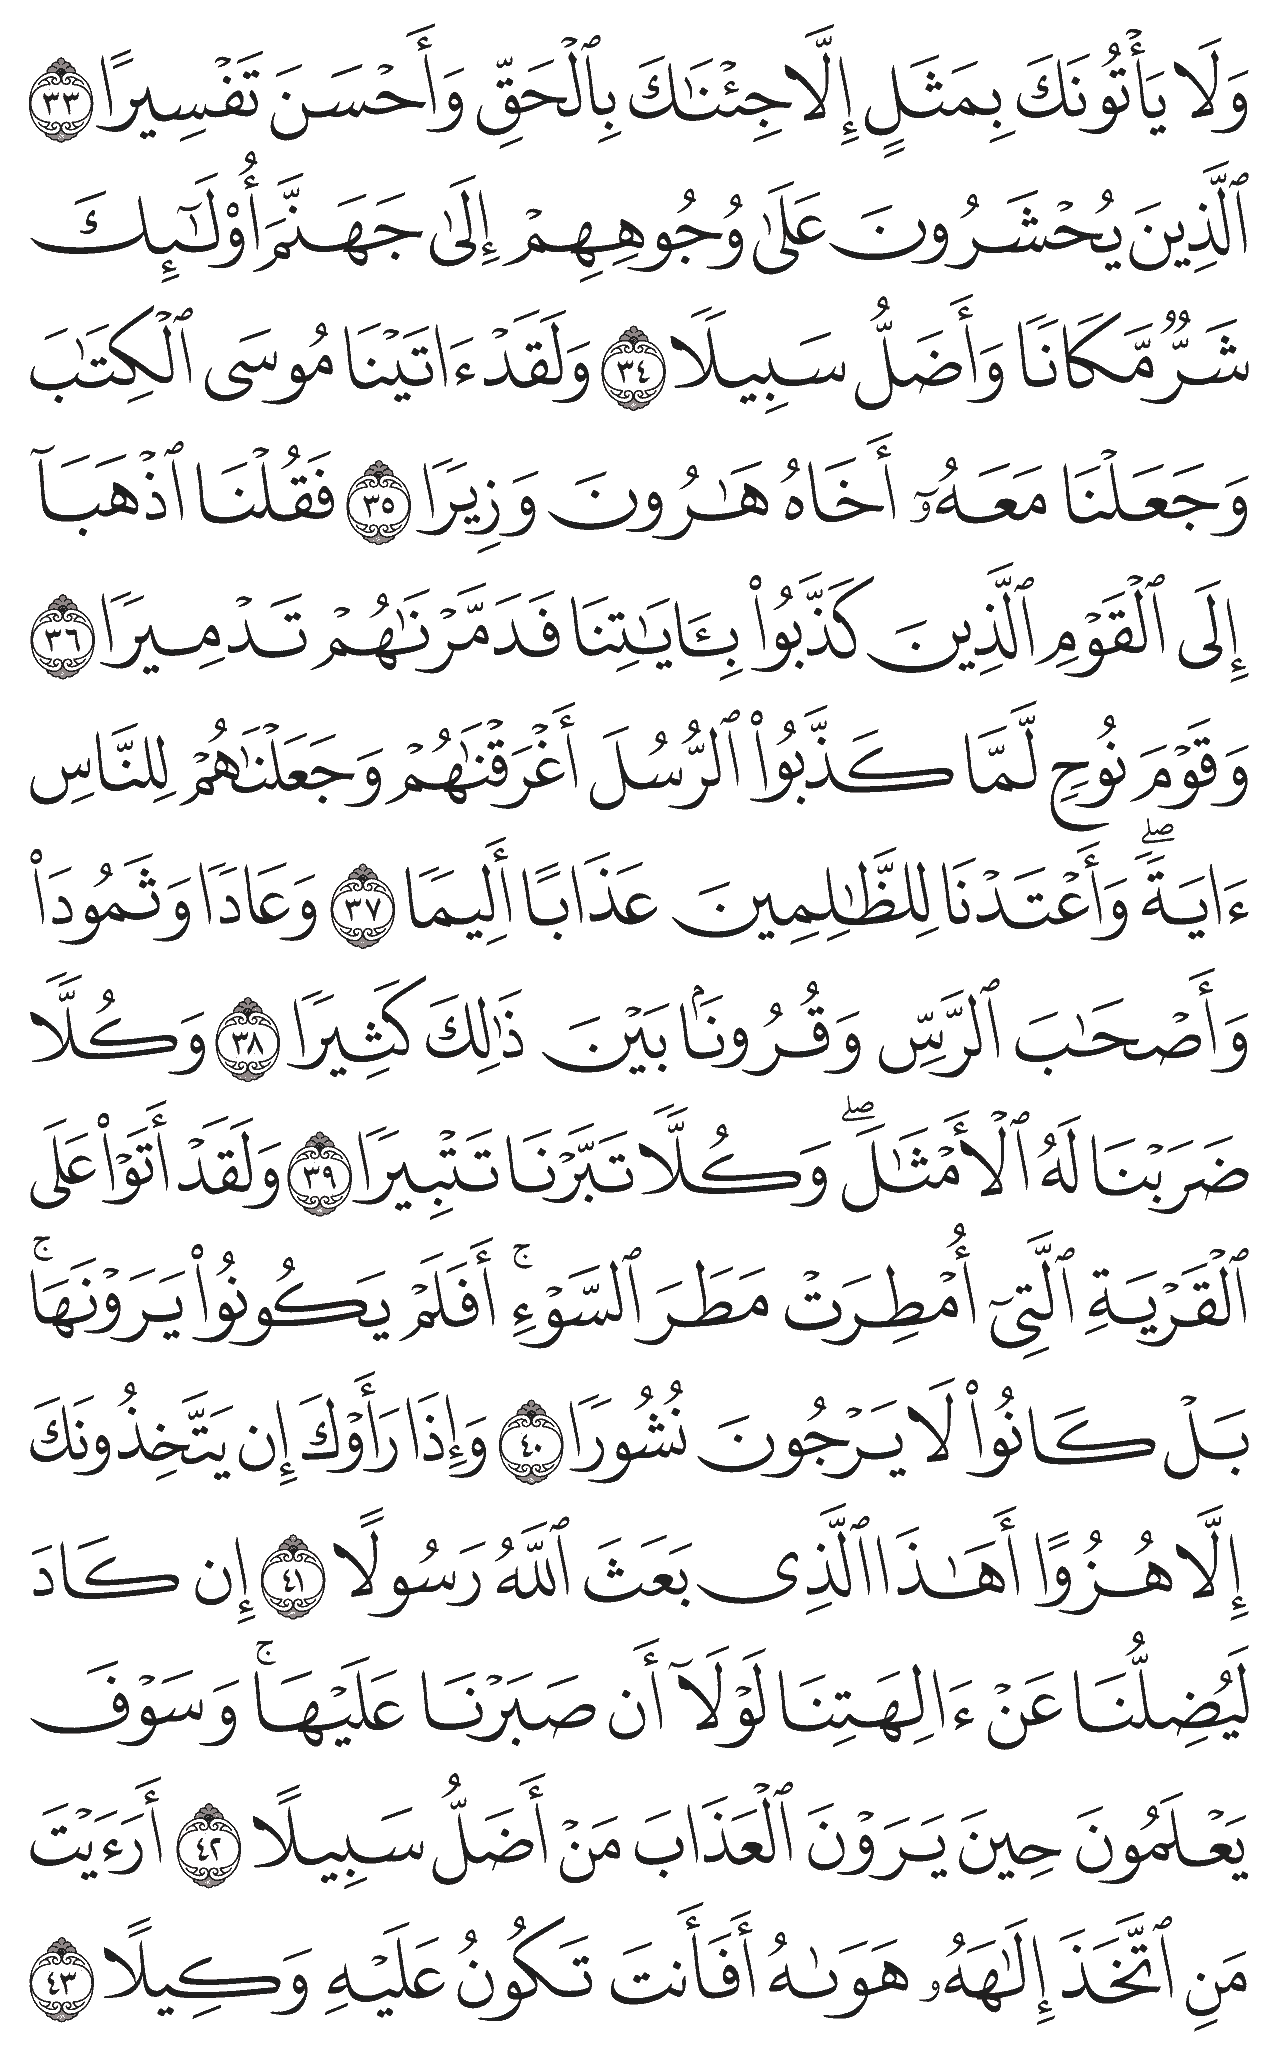 وَلَا يَأْتُونَكَ بِمَثَلٍ إِلَّا جِئْنَٰكَ بِٱلْحَقِّ وَأَحْسَنَ تَفْسِيرًا ٣٣
ٱلَّذِينَ يُحْشَرُونَ عَلَىٰ وُجُوهِهِمْ إِلَىٰ جَهَنَّمَ أُو۟لَٰٓئِكَ
شَرٌّ مَّكَانًا وَأَضَلُّ سَبِيلًا ٣٤ وَلَقَدْ ءَاتَيْنَا مُوسَى ٱلْكِتَٰبَ
وَجَعَلْنَا مَعَهُۥٓ أَخَاهُ هَٰرُونَ وَزِيرًا ٣٥ فَقُلْنَا ٱذْهَبَآ
إِلَى ٱلْقَوْمِ ٱلَّذِينَ كَذَّبُوا۟ بِـَٔايَٰتِنَا فَدَمَّرْنَٰهُمْ تَدْمِيرًا ٣٦
وَقَوْمَ نُوحٍ لَّمَّا كَذَّبُوا۟ ٱلرُّسُلَ أَغْرَقْنَٰهُمْ وَجَعَلْنَٰهُمْ لِلنَّاسِ
ءَايَةً ۖ وَأَعْتَدْنَا لِلظَّٰلِمِينَ عَذَابًا أَلِيمًا ٣٧ وَعَادًا وَثَمُودَا۟
وَأَصْحَٰبَ ٱلرَّسِّ وَقُرُونًۢا بَيْنَ ذَٰلِكَ كَثِيرًا ٣٨ وَكُلًّا
ضَرَبْنَا لَهُ ٱلْأَمْثَٰلَ ۖ وَكُلًّا تَبَّرْنَا تَتْبِيرًا ٣٩ وَلَقَدْ أَتَوْا۟ عَلَى
ٱلْقَرْيَةِ ٱلَّتِىٓ أُمْطِرَتْ مَطَرَ ٱلسَّوْءِ ۚ أَفَلَمْ يَكُونُوا۟ يَرَوْنَهَا ۚ
بَلْ كَانُوا۟ لَا يَرْجُونَ نُشُورًا ٤٠ وَإِذَا رَأَوْكَ إِن يَتَّخِذُونَكَ
إِلَّا هُزُوًا أَهَٰذَا ٱلَّذِى بَعَثَ ٱللَّهُ رَسُولًا ٤١ إِن كَادَ
لَيُضِلُّنَا عَنْ ءَالِهَتِنَا لَوْلَآ أَن صَبَرْنَا عَلَيْهَا ۚ وَسَوْفَ
يَعْلَمُونَ حِينَ يَرَوْنَ ٱلْعَذَابَ مَنْ أَضَلُّ سَبِيلًا ٤٢ أَرَءَيْتَ
مَنِ ٱتَّخَذَ إِلَٰهَهُۥ هَوَىٰهُ أَفَأَنتَ تَكُونُ عَلَيْهِ وَكِيلًا ٤٣